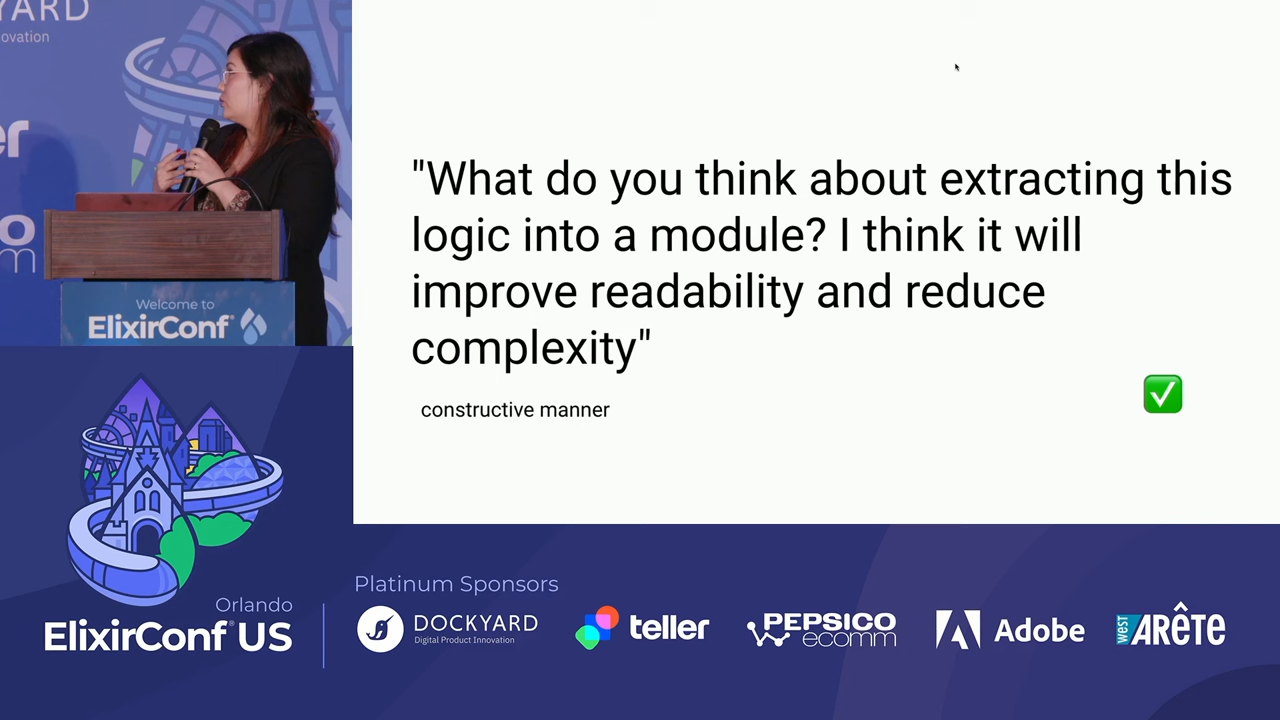 YARD
ovation
er
o
m
Welcome to
ElixirConf®
"What do you think about extracting this
logic into a module? I think it will
improve readability and reduce
complexity"
constructive manner
Orlando
ElixirConf® US
Platinum Sponsors
DOCKYARD
Digital Product Innovation
teller
PEPSICO
ecomm
Adobe
west ARÊTE